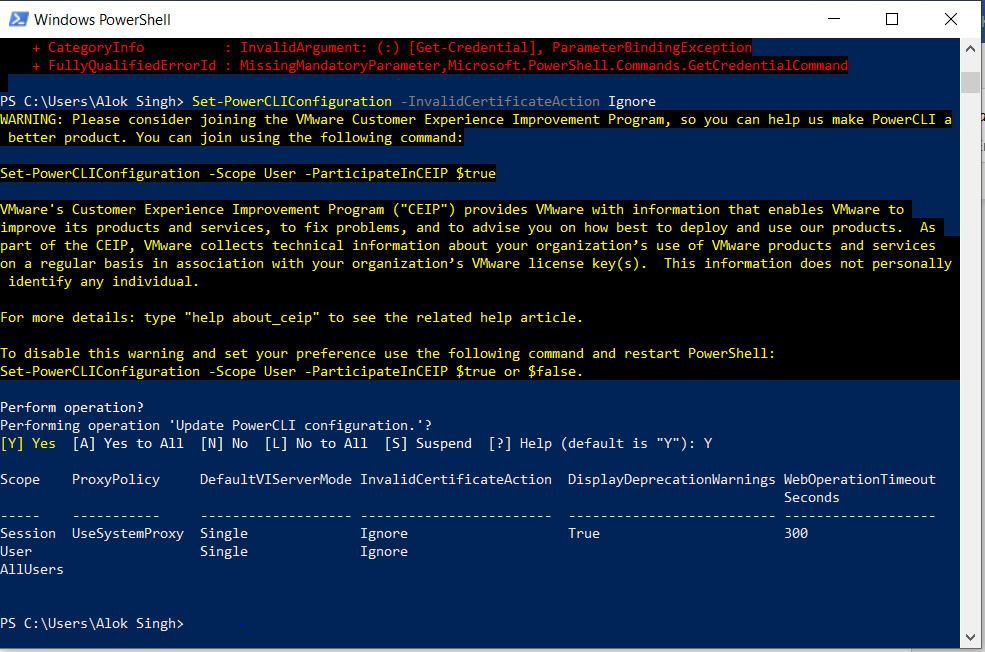 Windows PowerShell
+ CategoryInfo          : InvalidArgument: (:) [Get-Credential], ParameterBindingException
+ FullyQualifiedErrorId : MissingMandatoryParameter,Microsoft.PowerShell.Commands.GetCredentialCommand
PS C:\Users\Alok Singh> Set-PowerCLIConfiguration -InvalidCertificateAction Ignore
WARNING: Please consider joining the VMware Customer Experience Improvement Program, so you can help us make PowerCLI a
better product. You can join using the following command:
Set-PowerCLIConfiguration -Scope User -ParticipateInCEIP $true
VMware's Customer Experience Improvement Program ("CEIP") provides VMware with information that enables VMware to
improve its products and services, to fix problems, and to advise you on how best to deploy and use our products.  As
part of the CEIP, VMware collects technical information about your organization’s use of VMware products and services
on a regular basis in association with your organization’s VMware license key(s).  This information does not personally
identify any individual.
For more details: type "help about_ceip" to see the related help article.
To disable this warning and set your preference use the following command and restart PowerShell:
Set-PowerCLIConfiguration -Scope User -ParticipateInCEIP $true or $false.
Perform operation?
Performing operation 'Update PowerCLI configuration.'?
[Y] Yes  [A] Yes to All  [N] No  [L] No to All  [S] Suspend  [?] Help (default is "Y"): Y
Scope    ProxyPolicy     DefaultVIServerMode InvalidCertificateAction  DisplayDeprecationWarnings WebOperationTimeout
Seconds
-----    -----------     ------------------- ------------------------  -------------------------- -------------------
Session  UseSystemProxy  Single              Ignore                    True                       300
User                     Single              Ignore
AllUsers
PS C:\Users\Alok Singh>